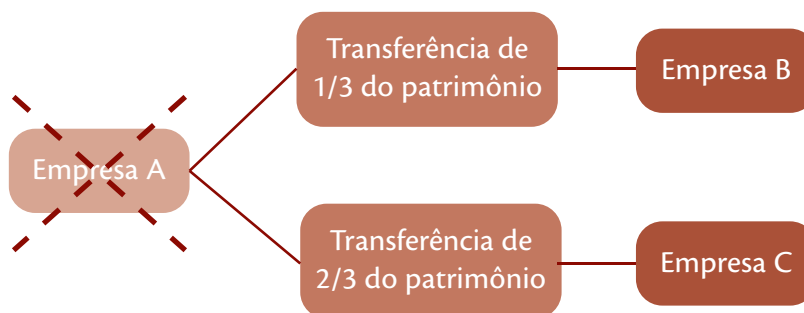 Transferência de
1/3 do patrimônio
Empresa B
Empresa A
Transferência de
2/3 do patrimônio
Empresa C